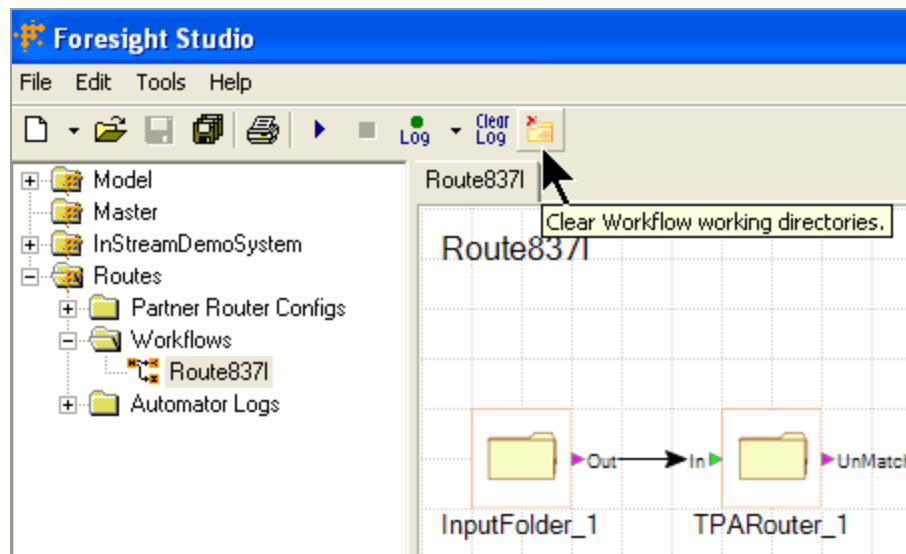 Foresight Studio
File Edit Tools Help
Log Clear Log
Model
Master
InStreamDemoSystem
Routes
Partner Router Configs
Workflows
Route837I
Automator Logs
Route837I
Clear Workflow working directories.
Route837I
Out In UnMatch
InputFolder_1 TPARouter_1